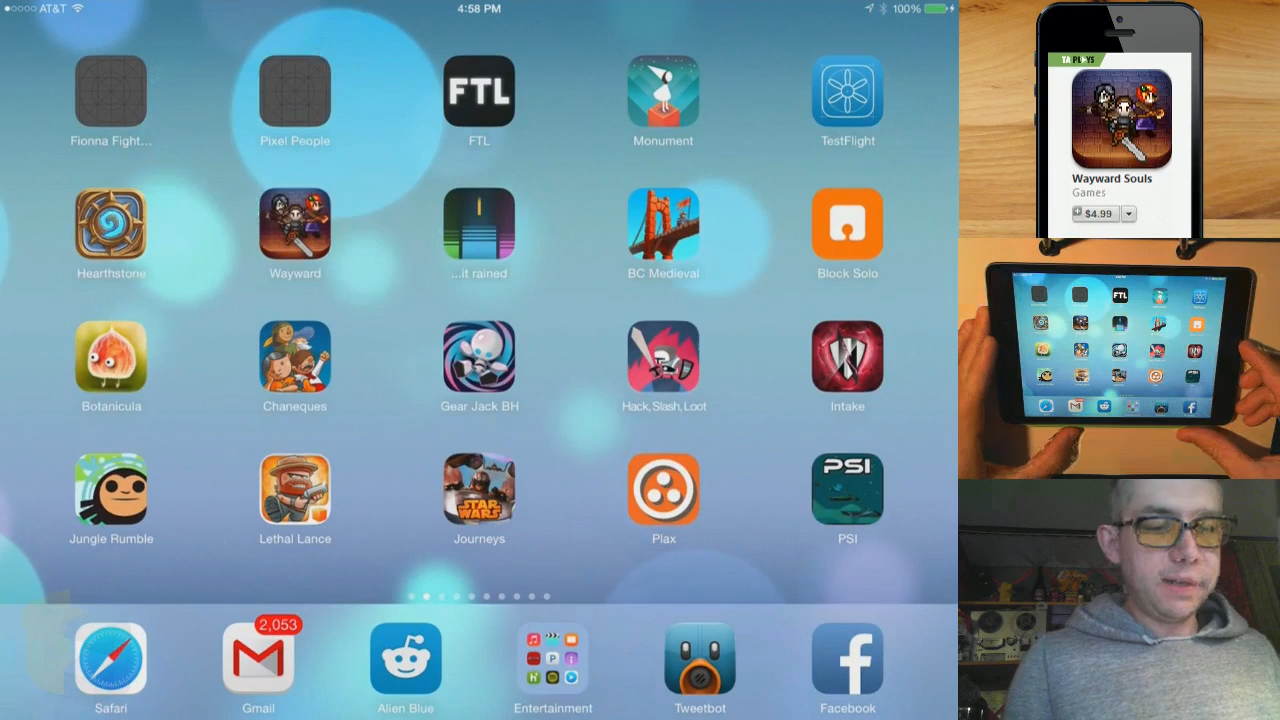 AT&T
4:58 PM
100%
Fionna Fight...
Pixel People
FTL
FTL
Monument
TestFlight
Hearthstone
Wayward
...it rained
BC Medieval
Block Solo
Botanicula
Chaneques
Gear Jack BH
Hack, Slash, Loot
Intake
Jungle Rumble
Lethal Lance
STAR WARS
Journeys
Plax
PSI
PSI
2,053
Safari
Gmail
Alien Blue
Entertainment
Tweetbot
Facebook
TA PLAYS
Wayward Souls
Games
$4.99
FTL